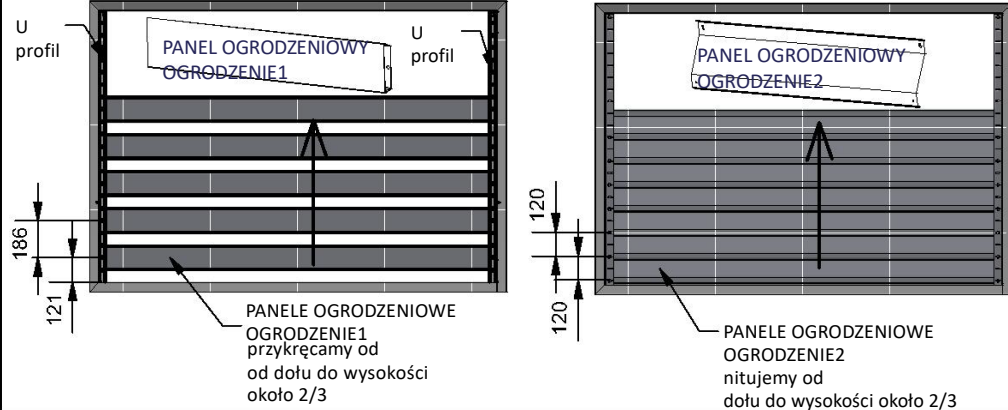 U
profil
PANEL OGRODZENIOWY
OGRODZENIE1
U
profil
186
121
PANELE OGRODZENIOWE
OGRODZENIE1
przykręcamy od
od dołu do wysokości
około 2/3
PANEL OGRODZENIOWY
OGRODZENIE2
120
120
PANELE OGRODZENIOWE
OGRODZENIE2
nitujemy od
dołu do wysokości około 2/3